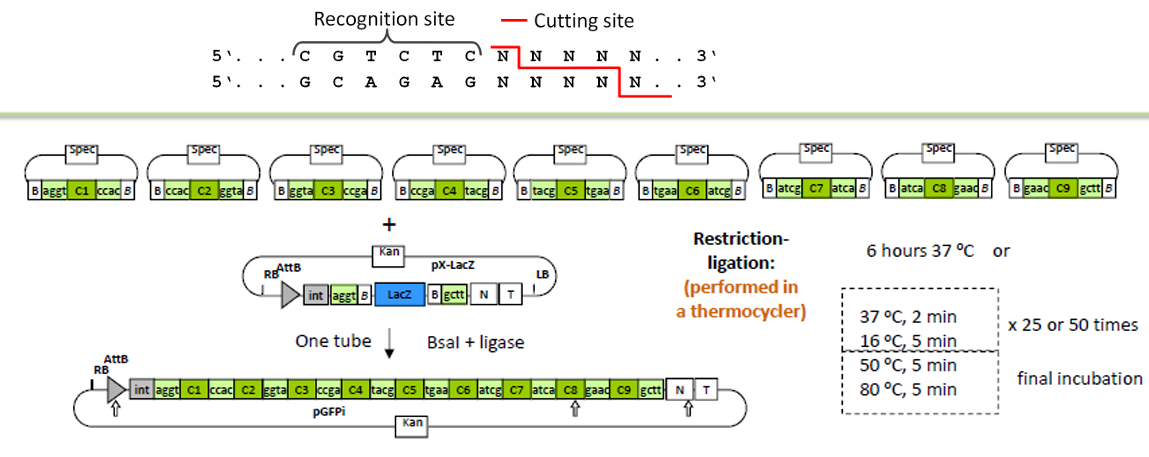 Recognition site — Cutting site
5'. . . C G T C T C N N N N N . . 3'
5'. . . G C A G A G N N N N N . . 3'
Spec Spec Spec Spec Spec Spec Spec Spec Spec
B aggt C1 ccac B B ccac C2 ggta B B ggta C3 ccga B B ccga C4 tacg B B tacg C5 tgaa B B tgaa C6 atcg B B atcg C7 atca B B atca C8 gaac B B gaac C9 gctt B
+
Kan
pX-LacZ
RB AttB LB
int aggt B LacZ B gctt N T
One tube BsaI + ligase
AttB
RB
int aggt C1 ccac C2 ggta C3 ccga C4 tacg C5 tgaa C6 atcg C7 atca C8 gaac C9 gctt N T
pGFPi
Kan
Restriction-
ligation:
(performed in
a thermocycler)
6 hours 37 ºC or
37 ºC, 2 min
16 ºC, 5 min
x 25 or 50 times
50 ºC, 5 min
80 ºC, 5 min
final incubation